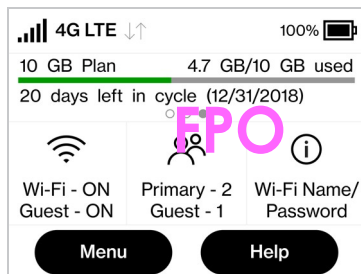 4G LTE 100%
10 GB Plan 4.7 GB/10 GB used
20 days left in cycle (12/31/2018)
FPO
Wi-Fi - ON
Guest - ON
Primary - 2
Guest - 1
Wi-Fi Name/
Password
Menu
Help